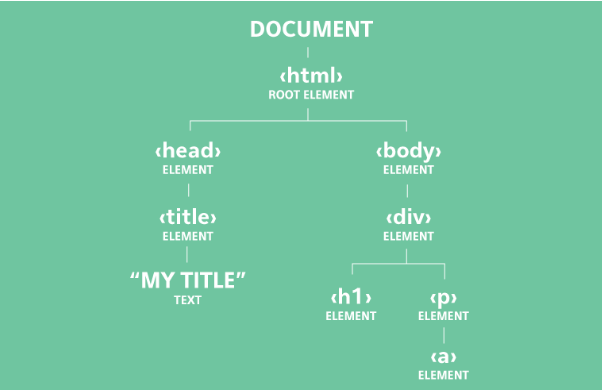 DOCUMENT
‹html›
ROOT ELEMENT
‹head› ‹body›
ELEMENT ELEMENT
‹title› ‹div›
ELEMENT ELEMENT
“MY TITLE”
TEXT
‹h1› ‹p›
ELEMENT ELEMENT
‹a›
ELEMENT